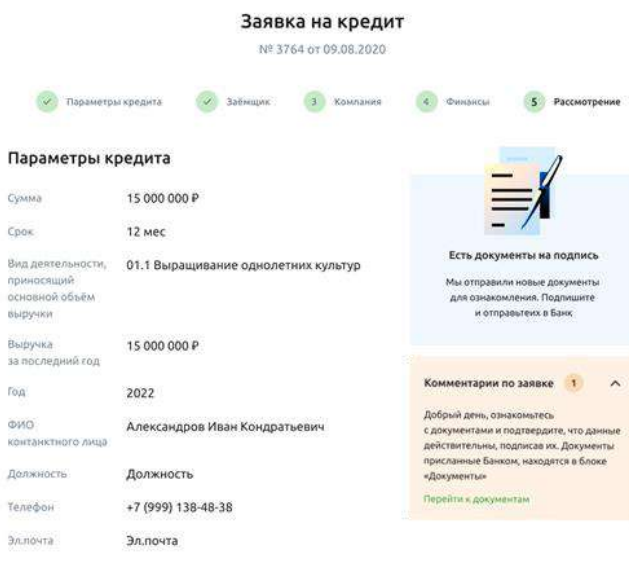 Заявка на кредит
№ 3764 от 09.08.2020
Параметры кредита
Заёмщик
3 Компания
4 Финансы
5 Рассмотрение
Параметры кредита
Сумма 15 000 000 ₽
Срок 12 мес
Вид деятельности, 01.1 Выращивание однолетних культур
приносящий
основной объём
выручки
Выручка 15 000 000 ₽
за последний год
Год 2022
ФИО Александров Иван Кондратьевич
контанктного лица
Должность Должность
Телефон +7 (999) 138-48-38
Эл.почта Эл.почта
Есть документы на подпись
Мы отправили новые документы
для ознакомления. Подпишите
и отправьтеих в Банк
Комментарии по заявке 1
Добрый день, ознакомьтесь
с документами и подтвердите, что данные
действительны, подписав их. Документы
присланные Банком, находятся в блоке
«Документы»
Перейти к документам